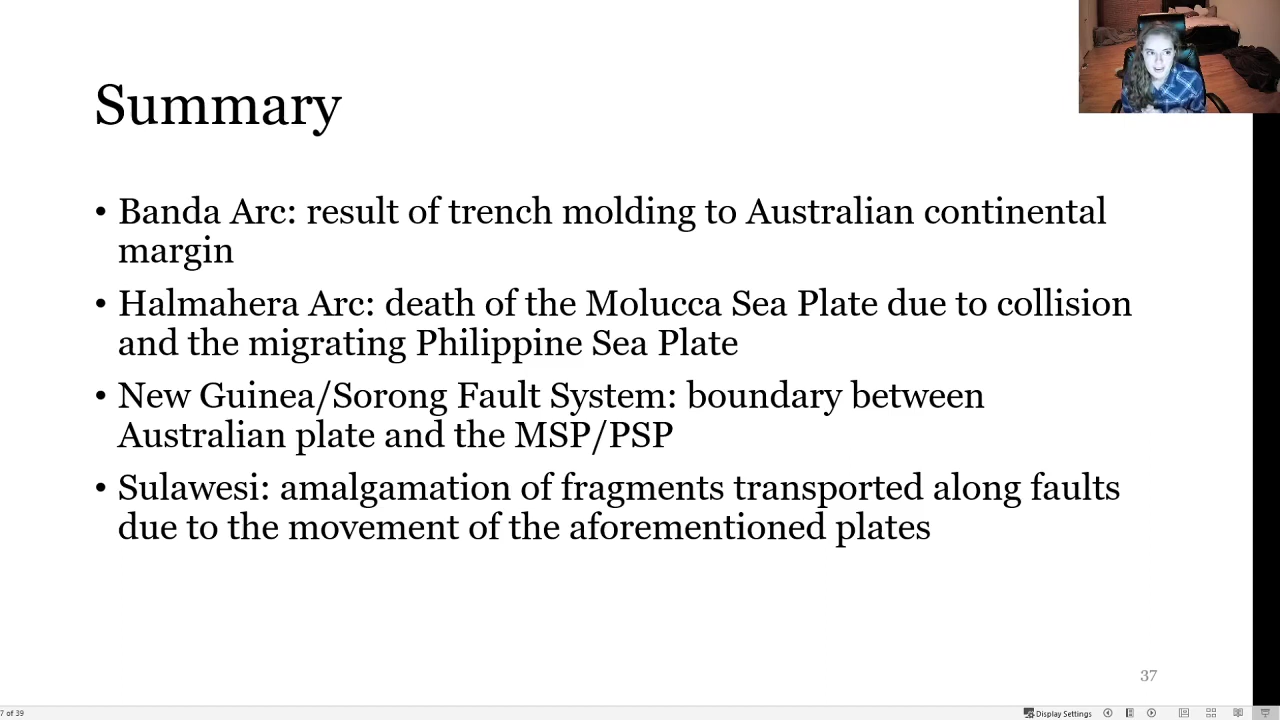 Summary
• Banda Arc: result of trench molding to Australian continental
margin
• Halmahera Arc: death of the Molucca Sea Plate due to collision
and the migrating Philippine Sea Plate
• New Guinea/Sorong Fault System: boundary between
Australian plate and the MSP/PSP
• Sulawesi: amalgamation of fragments transported along faults
due to the movement of the aforementioned plates
37
7 of 39
Display Settings